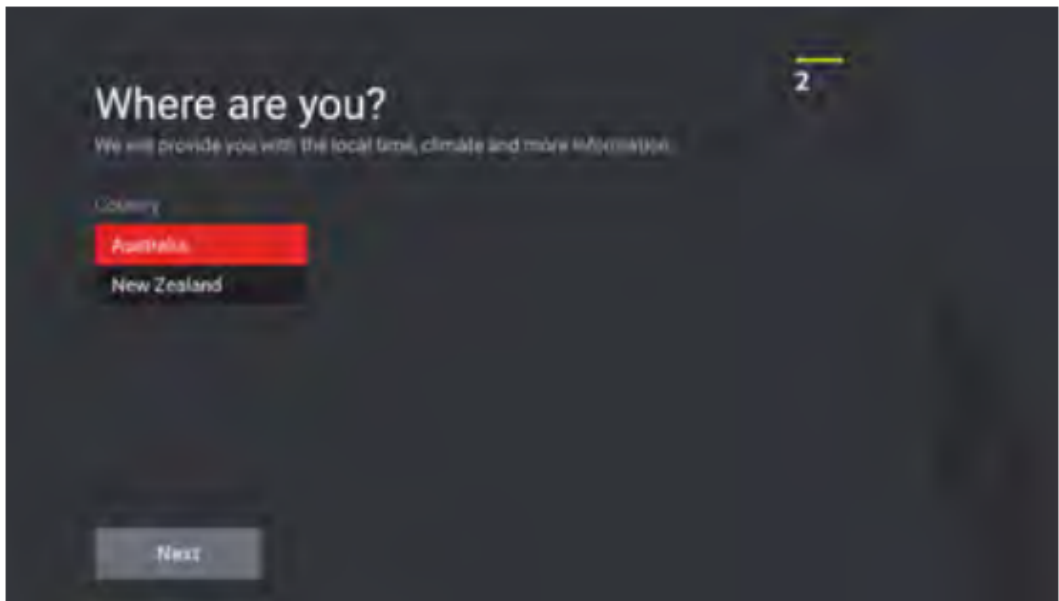 2
Where are you?
We will provide you with the local time, climate and more information.
Country
Australia
New Zealand
Next